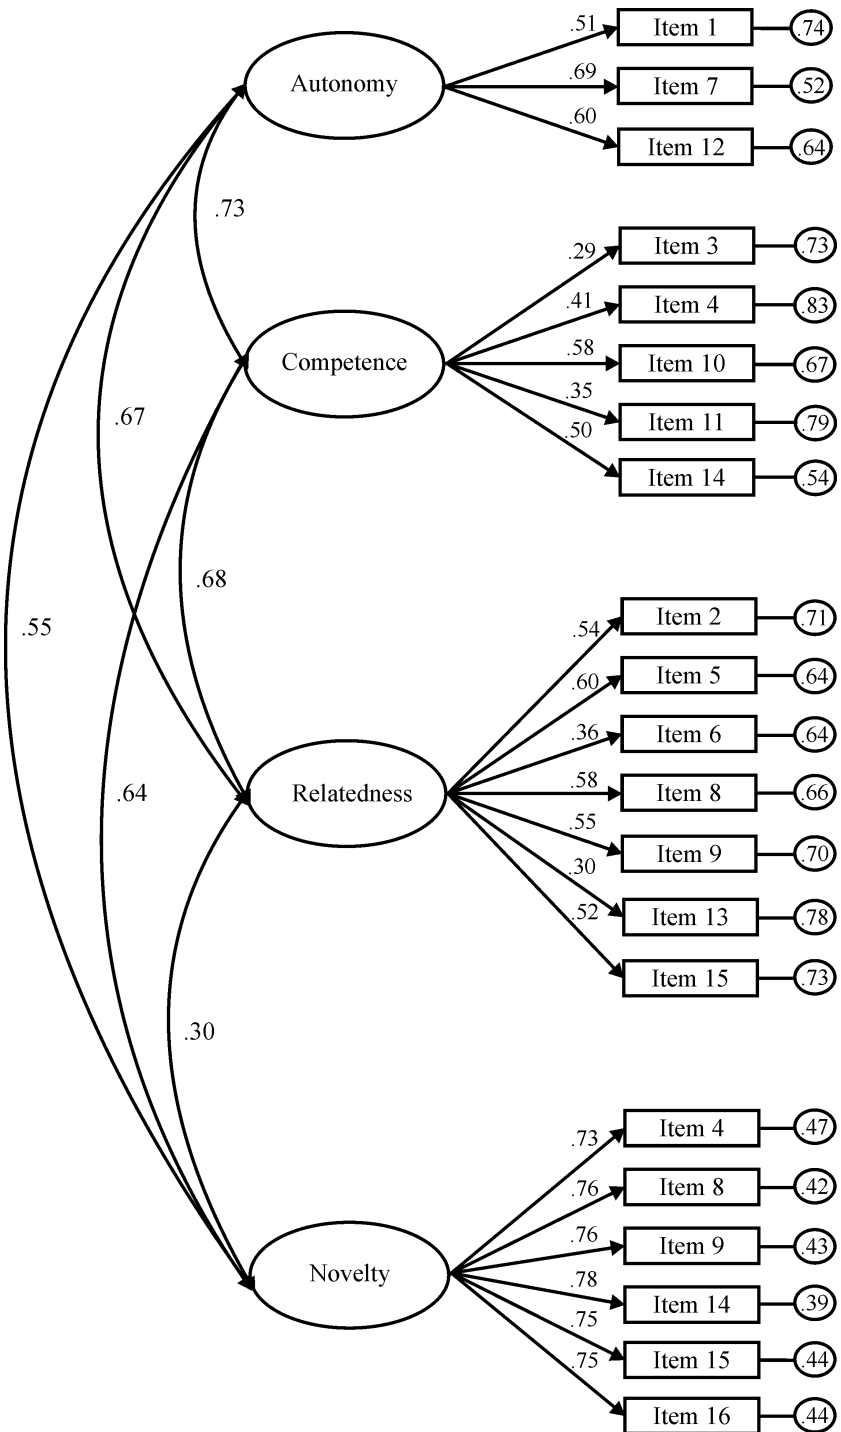 .51 Item 1 .74
Autonomy .69 Item 7 .52
.60 Item 12 .64
.73
.29 Item 3 .73
.41 Item 4 .83
Competence .58 Item 10 .67
.35 Item 11 .79
.50 Item 14 .54
.67
.68
.55
.54 Item 2 .71
.60 Item 5 .64
.36 Item 6 .64
.64 Relatedness .58 Item 8 .66
.55 Item 9 .70
.30 Item 13 .78
.52 Item 15 .73
.30
.73 Item 4 .47
.76 Item 8 .42
.76 Item 9 .43
Novelty .78 Item 14 .39
.75 Item 15 .44
.75 Item 16 .44